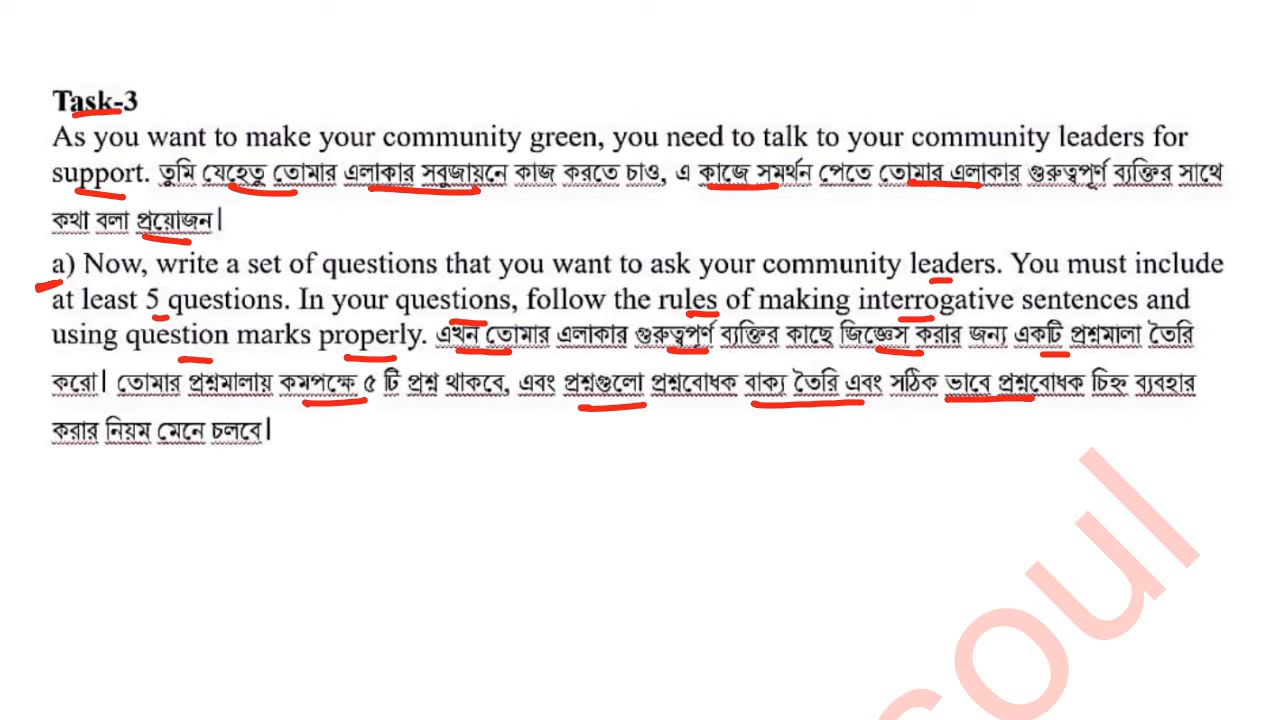 Task-3
As you want to make your community green, you need to talk to your community leaders for
support. তুমি যেহেতু তোমার এলাকার সবুজায়নে কাজ করতে চাও, এ কাজে সমর্থন পেতে তোমার এলাকার গুরুত্বপূর্ণ ব্যক্তির সাথে
কথা বলা প্রয়োজন।
a) Now, write a set of questions that you want to ask your community leaders. You must include
at least 5 questions. In your questions, follow the rules of making interrogative sentences and
using question marks properly. এখন তোমার এলাকার গুরুত্বপূর্ণ ব্যক্তির কাছে জিজ্ঞেস করার জন্য একটি প্রশ্নমালা তৈরি
করো। তোমার প্রশ্নমালায় কমপক্ষে ৫ টি প্রশ্ন থাকবে, এবং প্রশ্নগুলো প্রশ্নবোধক বাক্য তৈরি এবং সঠিক ভাবে প্রশ্নবোধক চিহ্ন ব্যবহার
করার নিয়ম মেনে চলবে।
soul